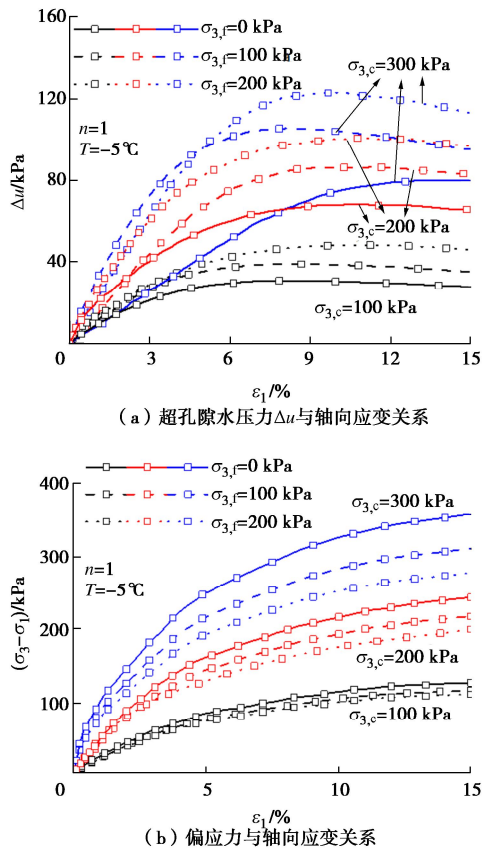 160
120
80
40
0
Δu/kPa
σ3,f=0 kPa
σ3,f=100 kPa
σ3,f=200 kPa
n=1
T=−5℃
σ3,c=300 kPa
σ3,c=200 kPa
σ3,c=100 kPa
3 6 9 12 15
ε1/%
(a)超孔隙水压力Δu与轴向应变关系
400
300
200
100
0
(σ3−σ1)/kPa
σ3,f=0 kPa
σ3,f=100 kPa
σ3,f=200 kPa
n=1
T=−5℃
σ3,c=300 kPa
σ3,c=200 kPa
σ3,c=100 kPa
5 10 15
ε1/%
(b)偏应力与轴向应变关系